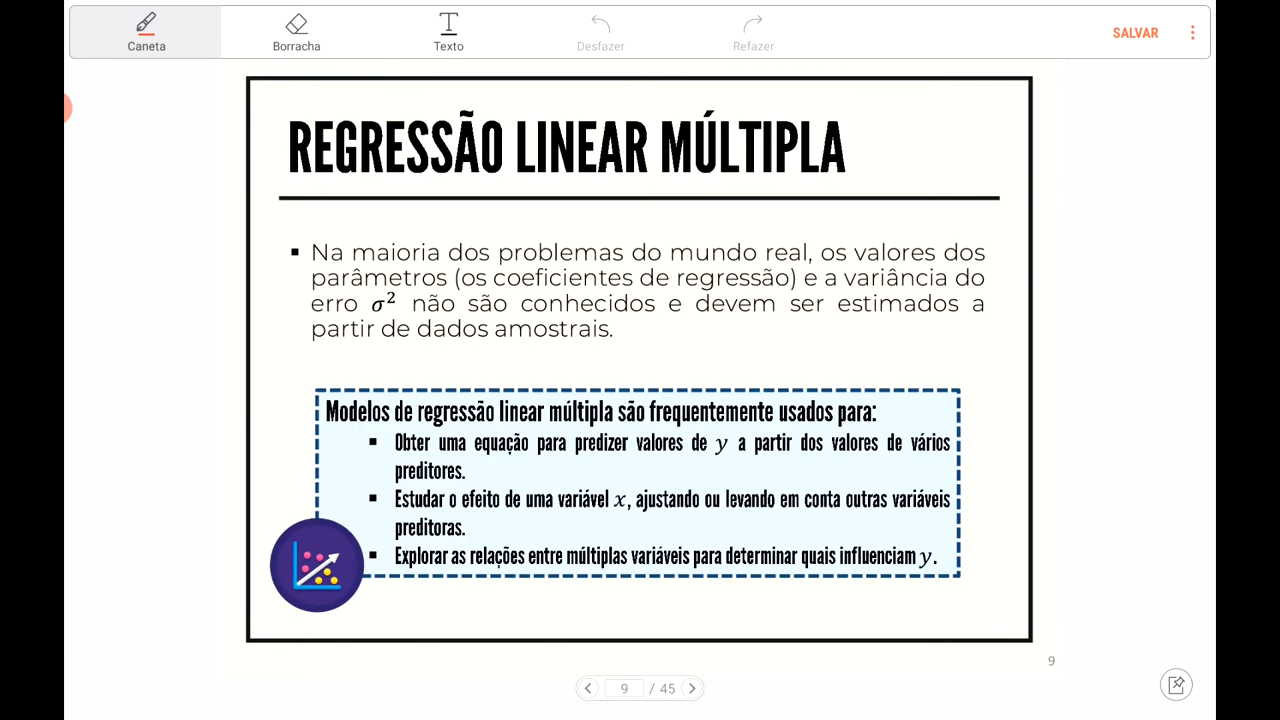 Caneta
Borracha
Texto
Desfazer
Refazer
SALVAR
REGRESSÃO LINEAR MÚLTIPLA
▪ Na maioria dos problemas do mundo real, os valores dos
parâmetros (os coeficientes de regressão) e a variância do
erro σ² não são conhecidos e devem ser estimados a
partir de dados amostrais.
Modelos de regressão linear múltipla são frequentemente usados para:
▪ Obter uma equação para predizer valores de y a partir dos valores de vários
preditores.
▪ Estudar o efeito de uma variável x, ajustando ou levando em conta outras variáveis
preditoras.
▪ Explorar as relações entre múltiplas variáveis para determinar quais influenciam y.
9
9 / 45